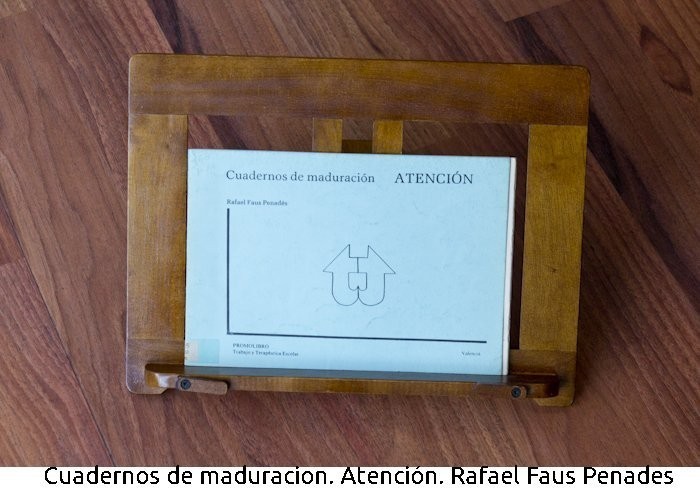 Cuadernos de maduración ATENCIÓN
Rafael Faus Penadés
PROMOLIBRO
Trabajo y Terapéutica Escolar Valencia
Cuadernos de maduracion. Atención. Rafael Faus Penades